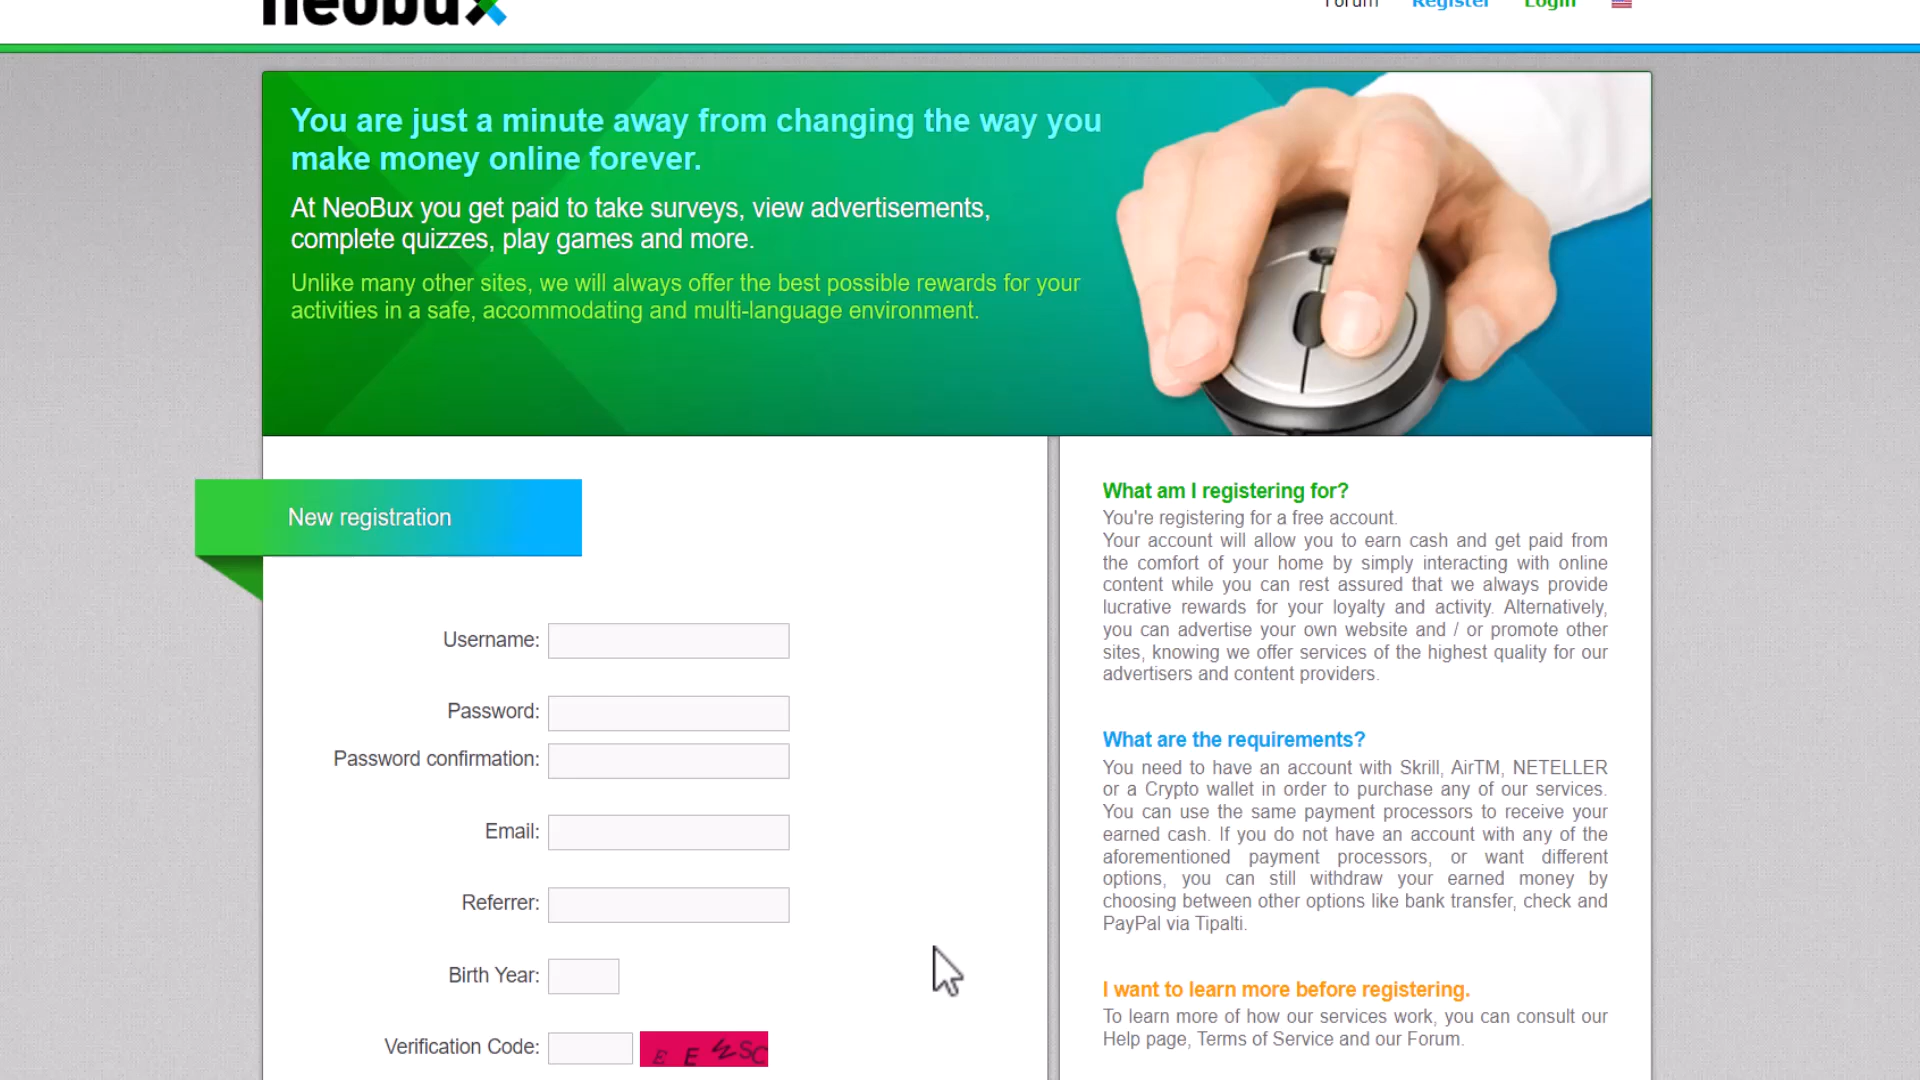 neobux
Forum Register Login
You are just a minute away from changing the way you
make money online forever.
At NeoBux you get paid to take surveys, view advertisements,
complete quizzes, play games and more.
Unlike many other sites, we will always offer the best possible rewards for your
activities in a safe, accommodating and multi-language environment.
New registration
Username:
Password:
Password confirmation:
Email:
Referrer:
Birth Year:
Verification Code:
What am I registering for?
You're registering for a free account.
Your account will allow you to earn cash and get paid from
the comfort of your home by simply interacting with online
content while you can rest assured that we always provide
lucrative rewards for your loyalty and activity. Alternatively,
you can advertise your own website and / or promote other
sites, knowing we offer services of the highest quality for our
advertisers and content providers.
What are the requirements?
You need to have an account with Skrill, AirTM, NETELLER
or a Crypto wallet in order to purchase any of our services.
You can use the same payment processors to receive your
earned cash. If you do not have an account with any of the
aforementioned payment processors, or want different
options, you can still withdraw your earned money by
choosing between other options like bank transfer, check and
PayPal via Tipalti.
I want to learn more before registering.
To learn more of how our services work, you can consult our
Help page, Terms of Service and our Forum.